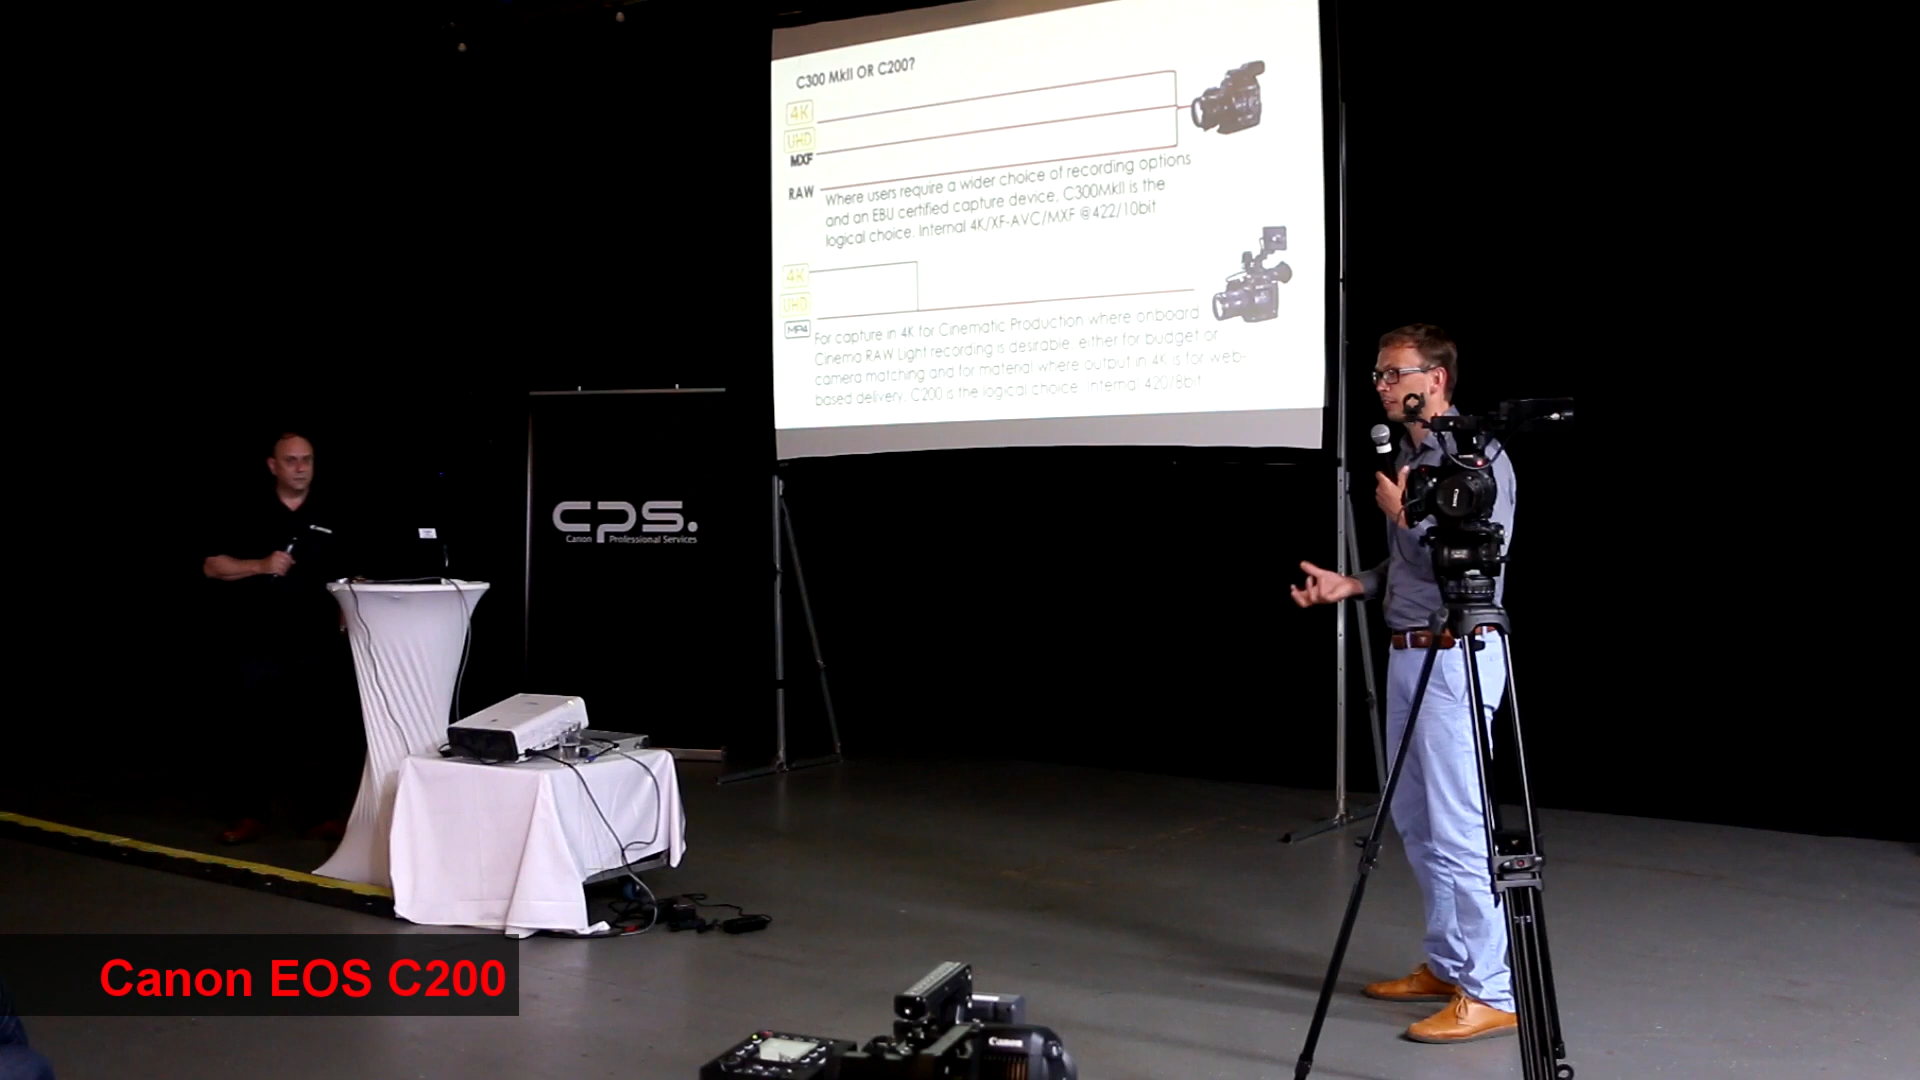 C300 MkII OR C200?
4K
UHD
MXF
RAW
Where users require a wider choice of recording options
and an EBU certified capture device, C300MkII is the
logical choice. Internal 4K/XF-AVC/MXF @422/10bit
4K
UHD
MP4
For capture in 4K for Cinematic Production where onboard
Cinema RAW Light recording is desirable, either for budget or
camera matching and for material where output in 4K is for web-
based delivery, C200 is the logical choice. Internal 420/8bit
cps.
Canon Professional Services
Canon
Canon EOS C200